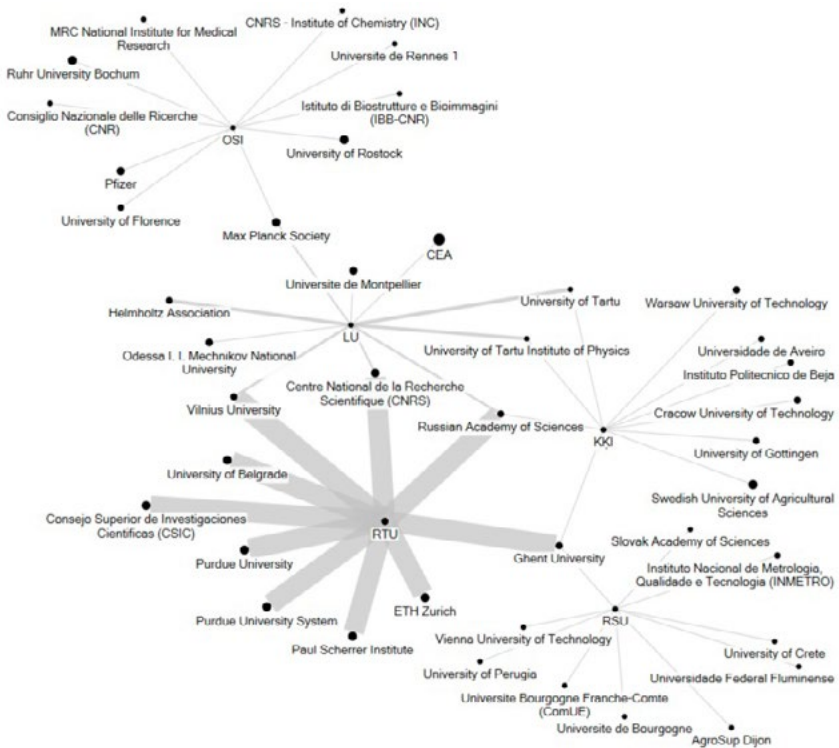 CNRS - Institute of Chemistry (INC)
MRC National Institute for Medical
Research
Universite de Rennes 1
Ruhr University Bochum
Consiglio Nazionale delle Ricerche
(CNR)
Istituto di Biostrutture e Bioimmagini
(IBB-CNR)
OSI
University of Rostock
Pfizer
University of Florence
Max Planck Society
CEA
Universite de Montpellier
Helmholtz Association
University of Tartu
Warsaw University of Technology
LU
Odessa I. I. Mechnikov National
University
University of Tartu Institute of Physics
Universidade de Aveiro
Instituto Politecnico de Beja
Centre National de la Recherche
Scientifique (CNRS)
Vilnius University
Russian Academy of Sciences
Cracow University of Technology
KĶI
University of Gottingen
University of Belgrade
Swedish University of Agricultural
Sciences
Consejo Superior de Investigaciones
Cientificas (CSIC)
RTU
Ghent University
Slovak Academy of Sciences
Purdue University
Instituto Nacional de Metrologia,
Qualidade e Tecnologia (INMETRO)
ETH Zurich
Purdue University System
RSU
Vienna University of Technology
Paul Scherrer Institute
University of Crete
University of Perugia
Universidade Federal Fluminense
Universite Bourgogne Franche-Comte
(ComUE)
Universite de Bourgogne
AgroSup Dijon